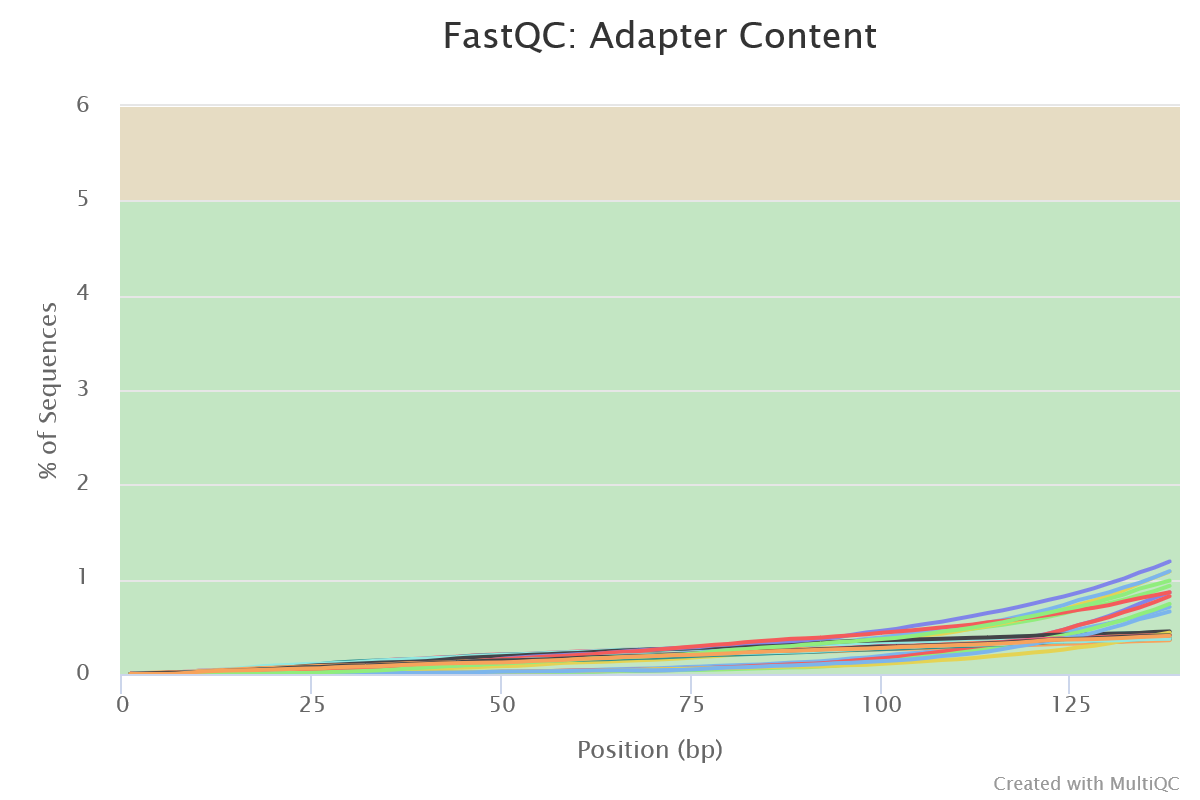 FastQC: Adapter Content
6
5
4
3
2
1
0
% of Sequences
0 25 50 75 100 125
Position (bp)
Created with MultiQC